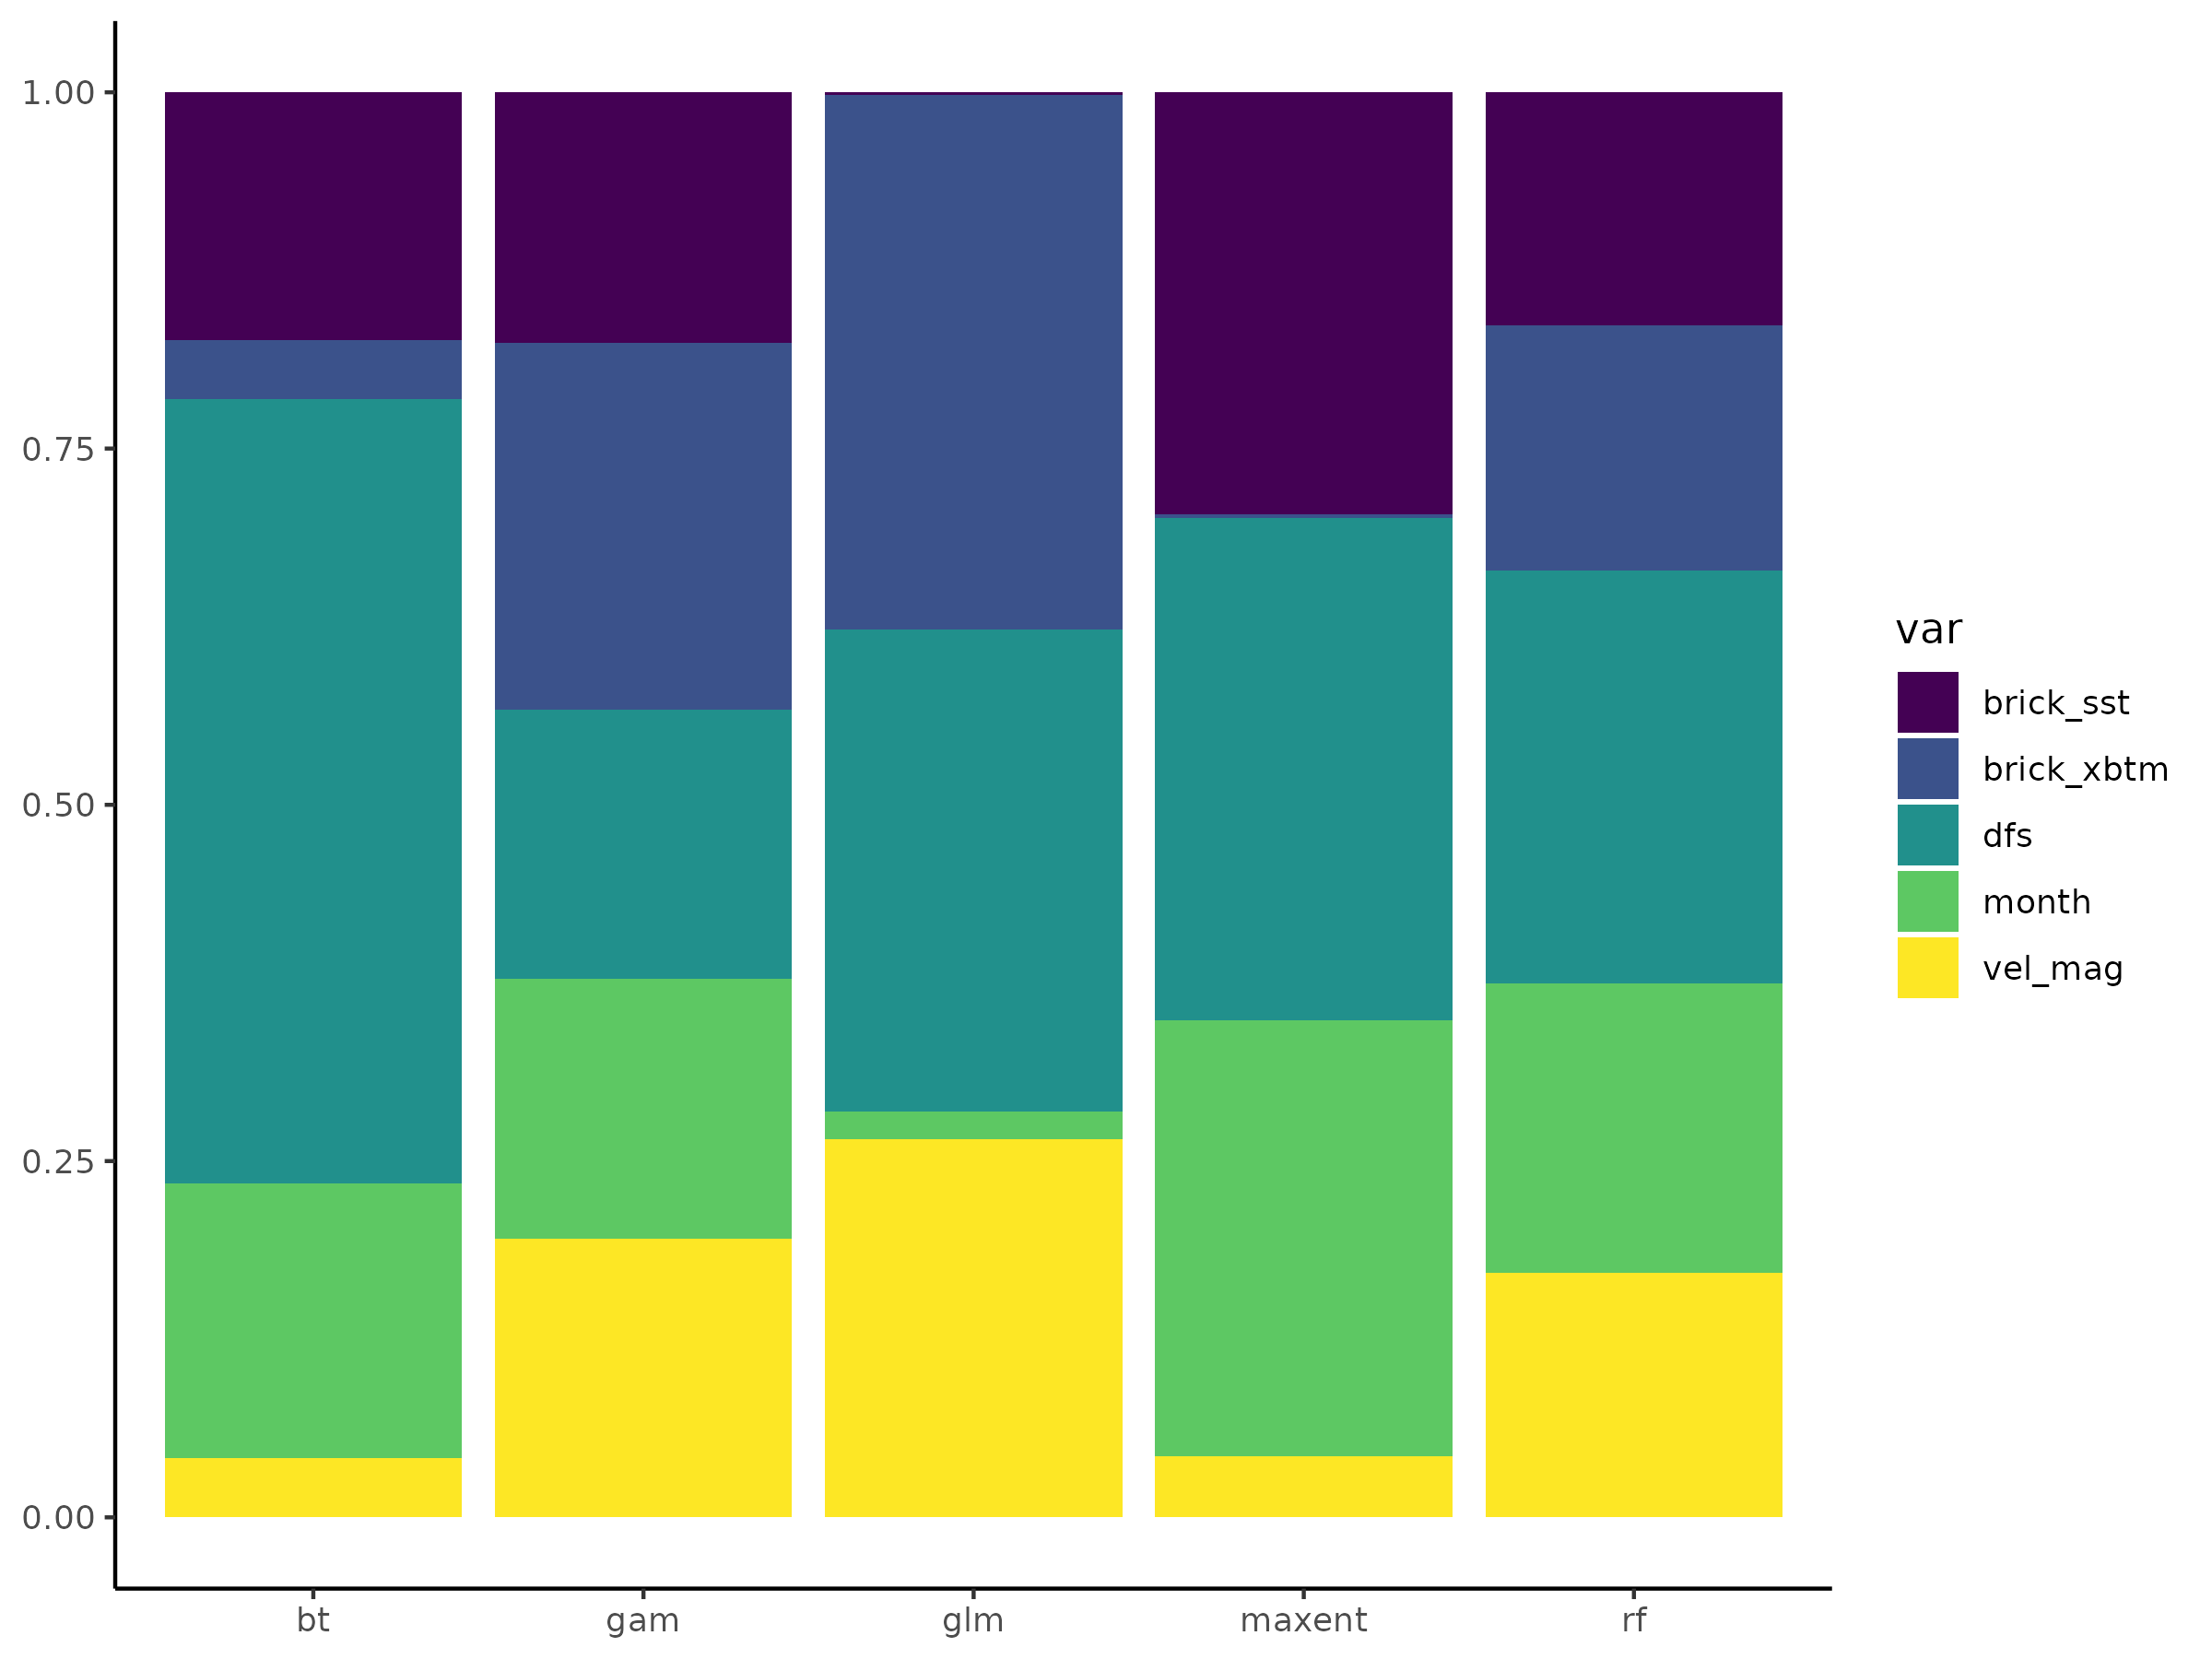 1.00
0.75
0.50
0.25
0.00
bt gam glm maxent rf
var
brick_sst
brick_xbtm
dfs
month
vel_mag